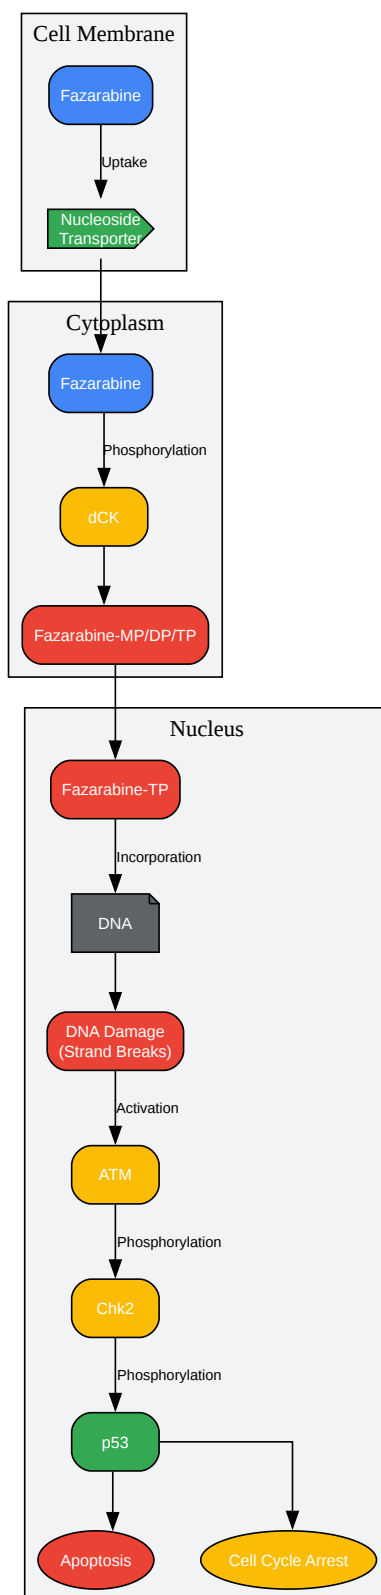 Cell Membrane
Fazarabine
Uptake
Nucleoside
Transporter
Cytoplasm
Fazarabine
Phosphorylation
dCK
Fazarabine-MP/DP/TP
Nucleus
Fazarabine-TP
Incorporation
DNA
DNA Damage
(Strand Breaks)
Activation
ATM
Phosphorylation
Chk2
Phosphorylation
p53
Apoptosis
Cell Cycle Arrest